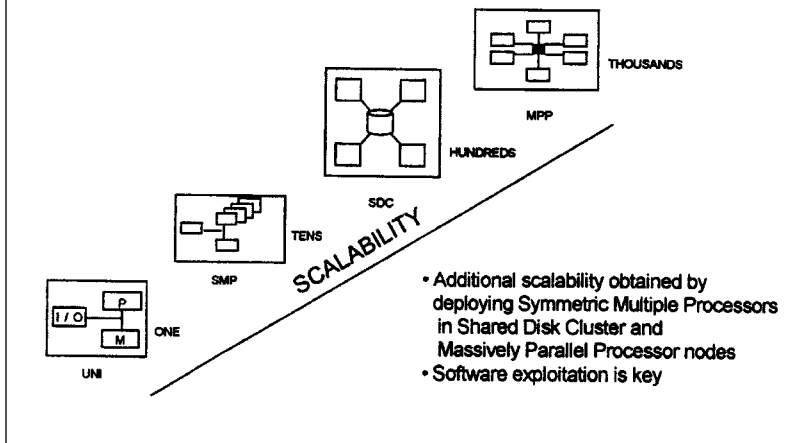 THOUSANDS
MPP
HUNDREDS
SDC
TENS
SMP
P
I / O
M
ONE
UNI
SCALABILITY
• Additional scalability obtained by
deploying Symmetric Multiple Processors
in Shared Disk Cluster and
Massively Parallel Processor nodes
• Software exploitation is key